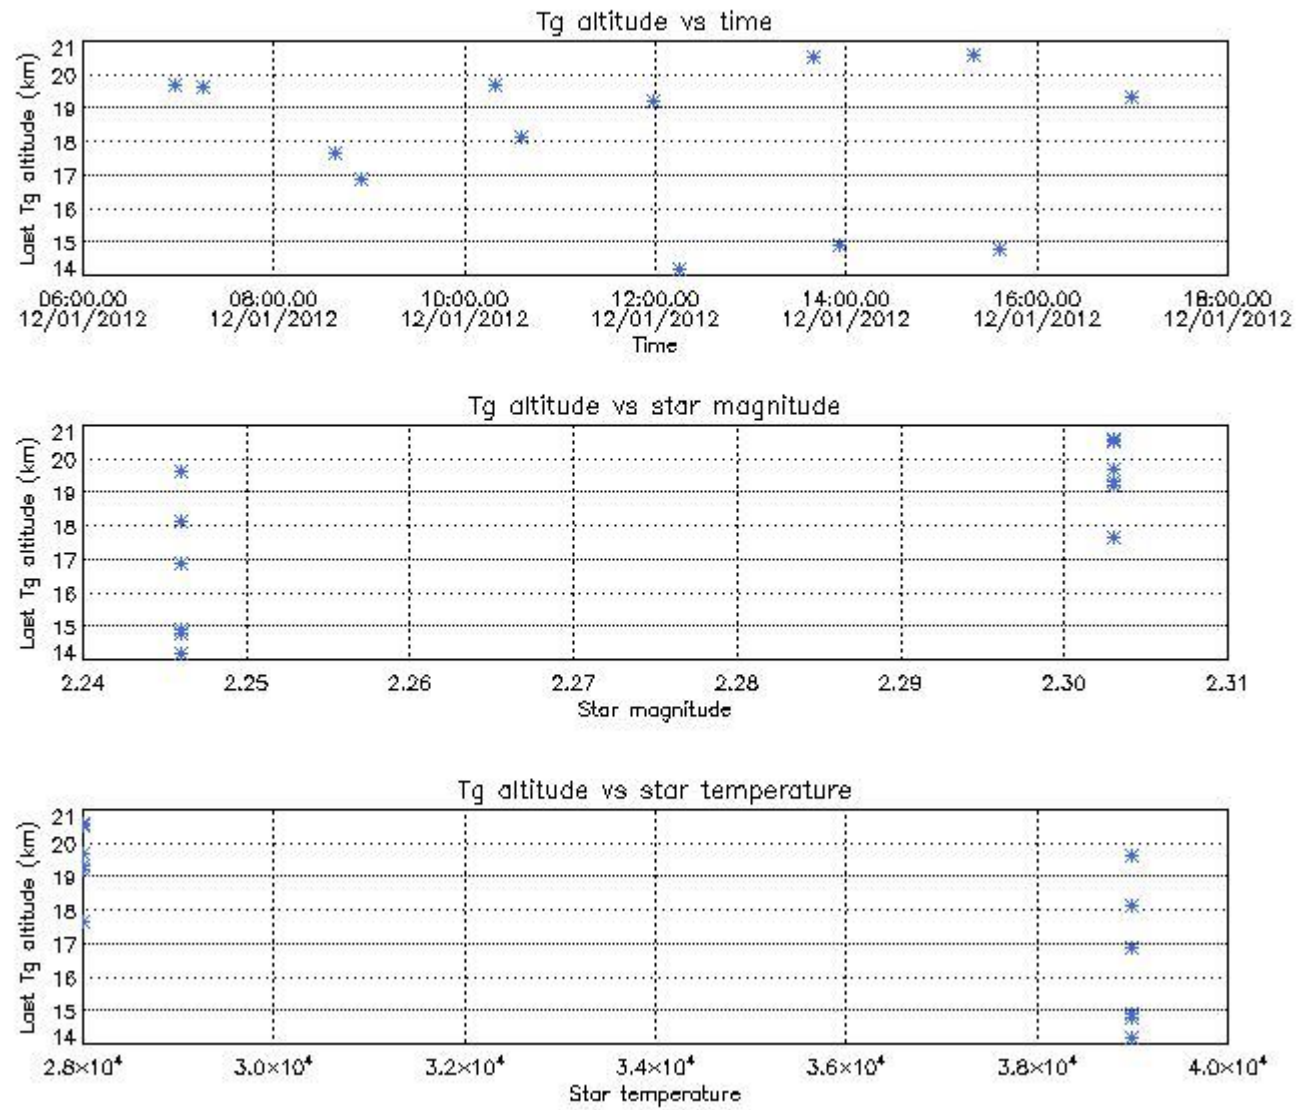 Tg altitude vs time
Last Tg altitude (km)
21
20
19
18
17
16
15
14
06:00.00 08:00.00 10:00.00 12:00.00 14:00.00 16:00.00 18:00.00
12/01/2012 12/01/2012 12/01/2012 12/01/2012 12/01/2012 12/01/2012 12/01/2012
Time
Tg altitude vs star magnitude
Last Tg altitude (km)
21
20
19
18
17
16
15
14
2.24 2.25 2.26 2.27 2.28 2.29 2.30 2.31
Star magnitude
Tg altitude vs star temperature
Last Tg altitude (km)
21
20
19
18
17
16
15
14
2.8×10⁴ 3.0×10⁴ 3.2×10⁴ 3.4×10⁴ 3.6×10⁴ 3.8×10⁴ 4.0×10⁴
Star temperature